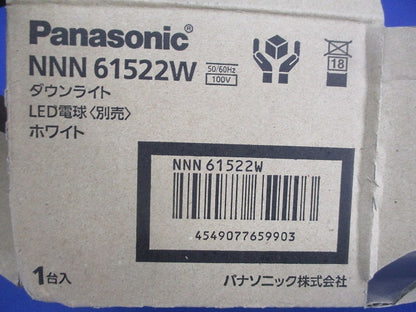 Panasonic®
NNN 61522W
50/60Hz
100V
18
ダウンライト
LED電球〈別売〉
ホワイト
NNN61522W
4549077659903
1台入
パナソニック株式会社